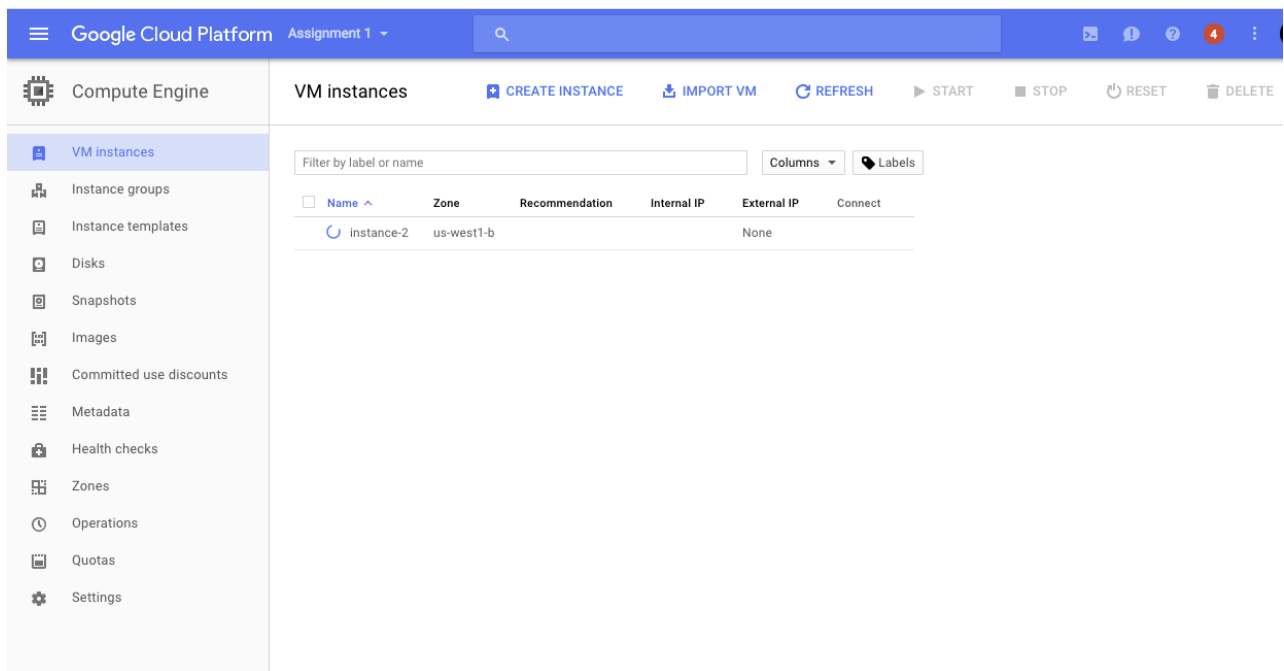 Google Cloud Platform Assignment 1
4
Compute Engine
VM instances CREATE INSTANCE IMPORT VM REFRESH START STOP RESET DELETE
VM instances
Instance groups
Instance templates
Disks
Snapshots
Images
Committed use discounts
Metadata
Health checks
Zones
Operations
Quotas
Settings
Filter by label or name Columns Labels
Name Zone Recommendation Internal IP External IP Connect
instance-2 us-west1-b None